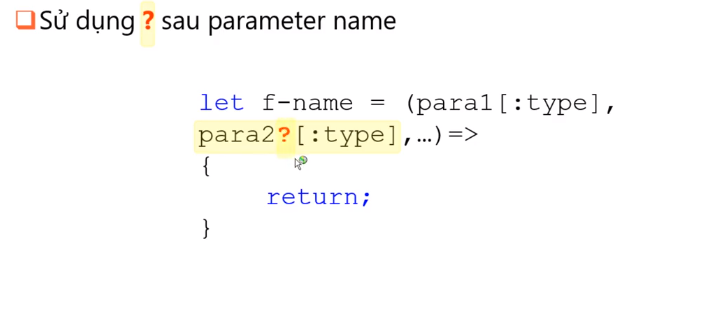 Sử dụng ? sau parameter name
let f-name = (para1[:type],
para2?[:type],…)=>
{
return;
}